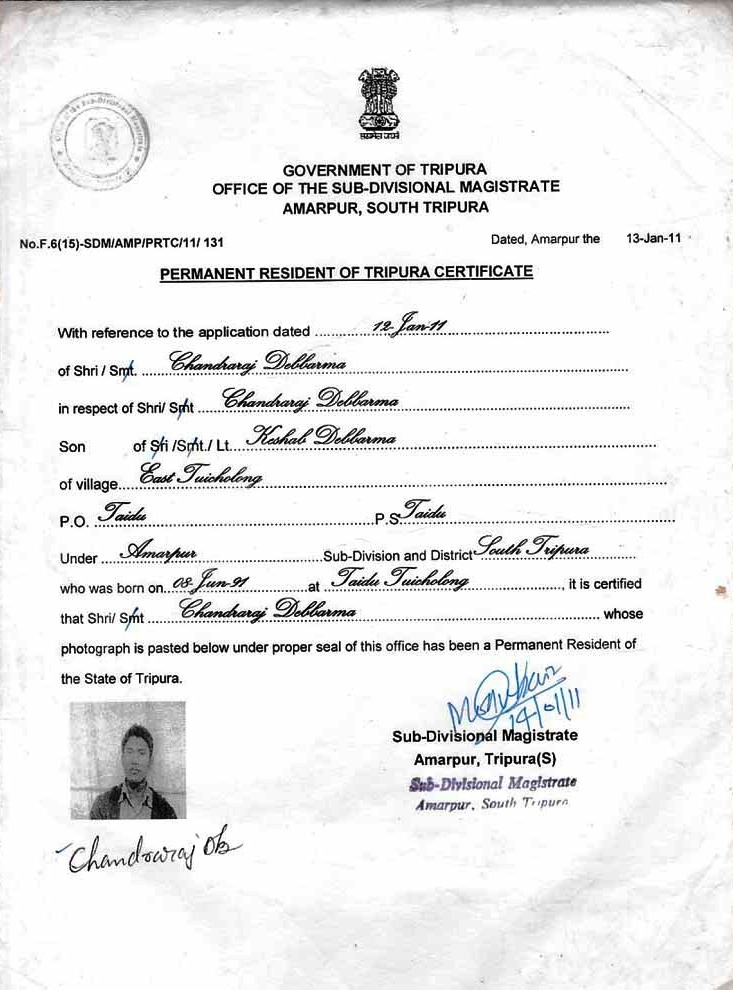 Office of the Sub-Divisional Magistrate
सत्यमेव जयते
GOVERNMENT OF TRIPURA
OFFICE OF THE SUB-DIVISIONAL MAGISTRATE
AMARPUR, SOUTH TRIPURA
No.F.6(15)-SDM/AMP/PRTC/11/ 131 Dated, Amarpur the 13-Jan-11
PERMANENT RESIDENT OF TRIPURA CERTIFICATE
With reference to the application dated 12-Jan-11
of Shri / Smt. Chandraraj Debbarma
in respect of Shri/ Smt Chandraraj Debbarma
Son of Sri /Smt./ Lt. Keshab Debbarma
of village East Tuicholong
P.O. Taidu P.S Taidu
Under Amarpur Sub-Division and District South Tripura
who was born on 08-Jun-91 at Taidu Tuicholong, it is certified
that Shri/ Smt Chandraraj Debbarma whose
photograph is pasted below under proper seal of this office has been a Permanent Resident of
the State of Tripura.
14/01/11
Sub-Divisional Magistrate
Amarpur, Tripura(S)
Sub-Divisional Magistrate
Amarpur, South Tripura
Chandraraj Db